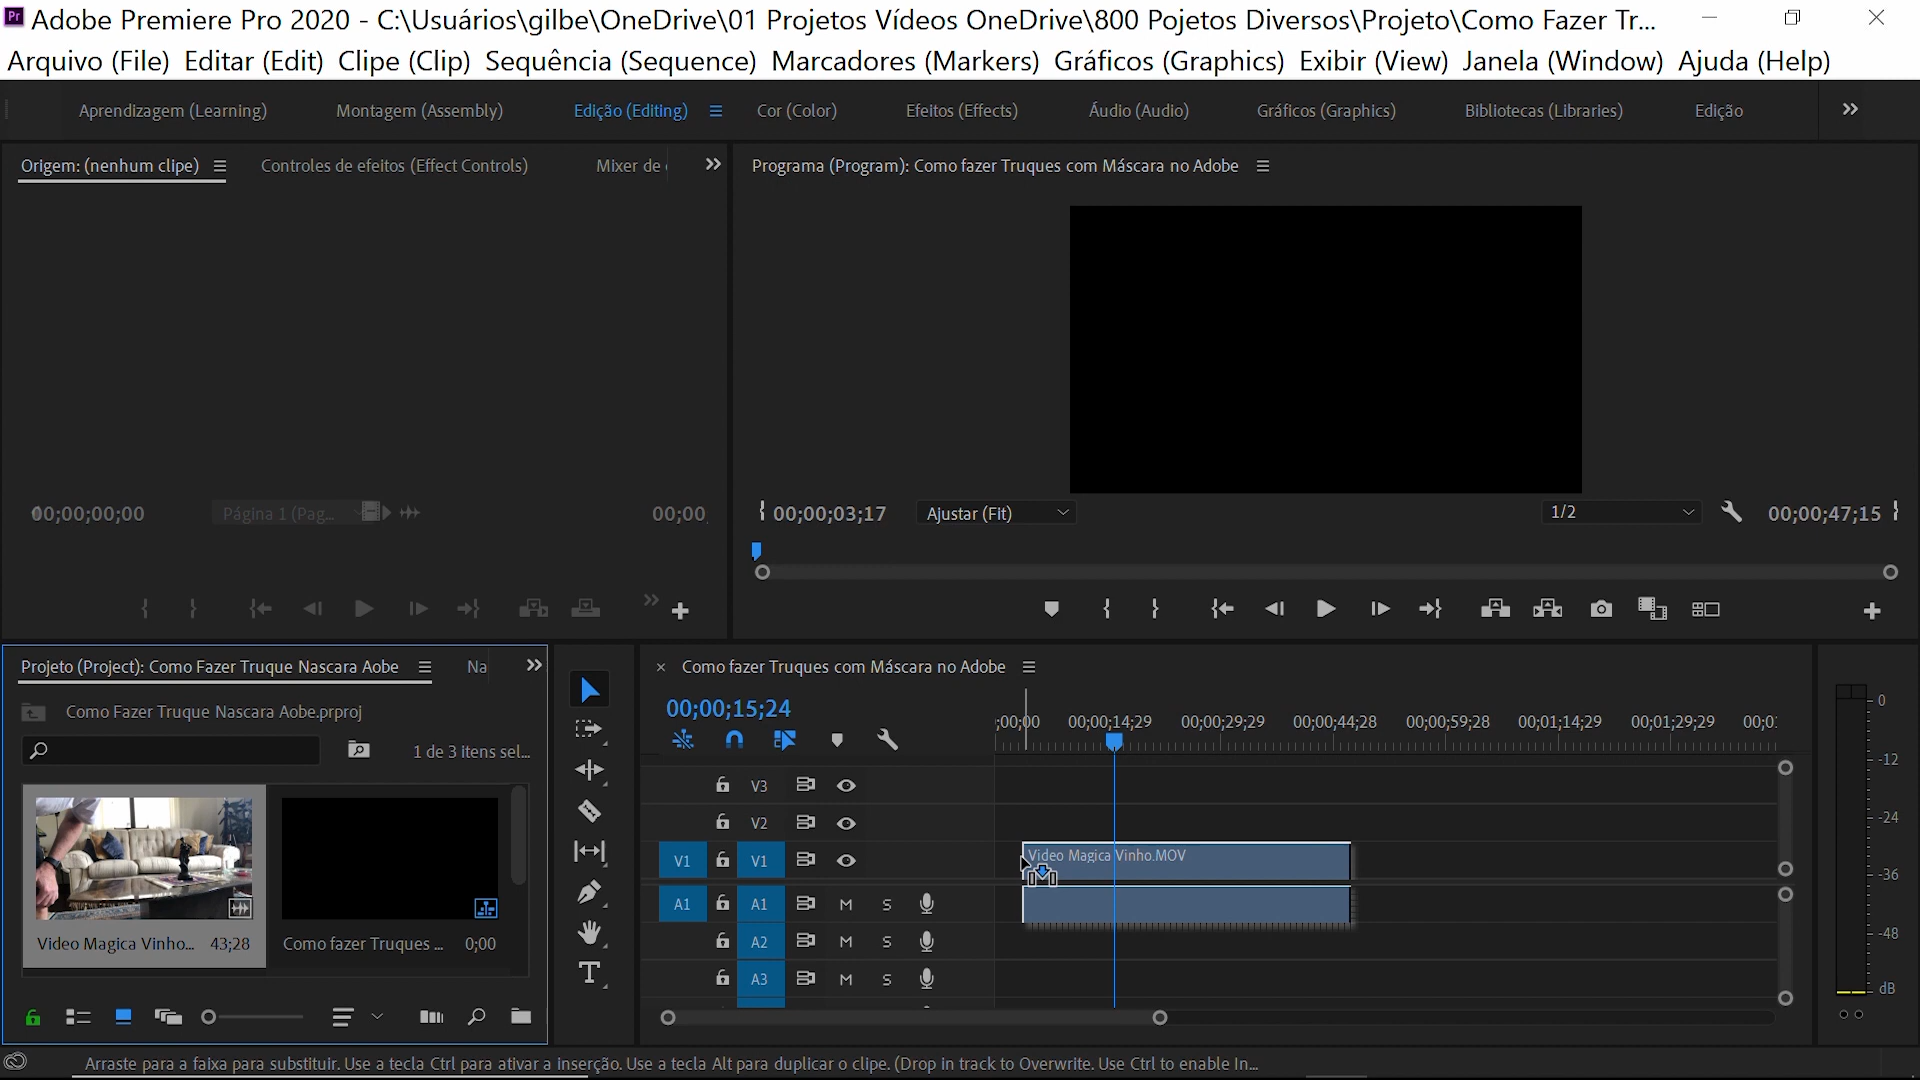 Adobe Premiere Pro 2020 - C:\Usuários\gilbe\OneDrive\01 Projetos Vídeos OneDrive\800 Pojetos Diversos\Projeto\Como Fazer Tr...
Arquivo (File) Editar (Edit) Clipe (Clip) Sequência (Sequence) Marcadores (Markers) Gráficos (Graphics) Exibir (View) Janela (Window) Ajuda (Help)
Aprendizagem (Learning) Montagem (Assembly) Edição (Editing) Cor (Color) Efeitos (Effects) Áudio (Audio) Gráficos (Graphics) Bibliotecas (Libraries) Edição
Origem: (nenhum clipe) Controles de efeitos (Effect Controls) Mixer de
Programa (Program): Como fazer Truques com Máscara no Adobe
00;00;00;00 Página 1 (Pag... 00;00
00;00;03;17 Ajustar (Fit) 1/2 00;00;47;15
Projeto (Project): Como Fazer Truque Nascara Aobe Na
Como Fazer Truque Nascara Aobe.prproj
1 de 3 itens sel...
Video Magica Vinho... 43;28
Como fazer Truques ... 0;00
Como fazer Truques com Máscara no Adobe
00;00;15;24
;00;00 00;00;14;29 00;00;29;29 00;00;44;28 00;00;59;28 00;01;14;29 00;01;29;29 00;0
V3
V2
V1 V1 Video Magica Vinho.MOV
A1 A1 M S
A2 M S
A3 M S
T
0
-12
-24
-36
-48
dB
Arraste para a faixa para substituir. Use a tecla Ctrl para ativar a inserção. Use a tecla Alt para duplicar o clipe. (Drop in track to Overwrite. Use Ctrl to enable In...